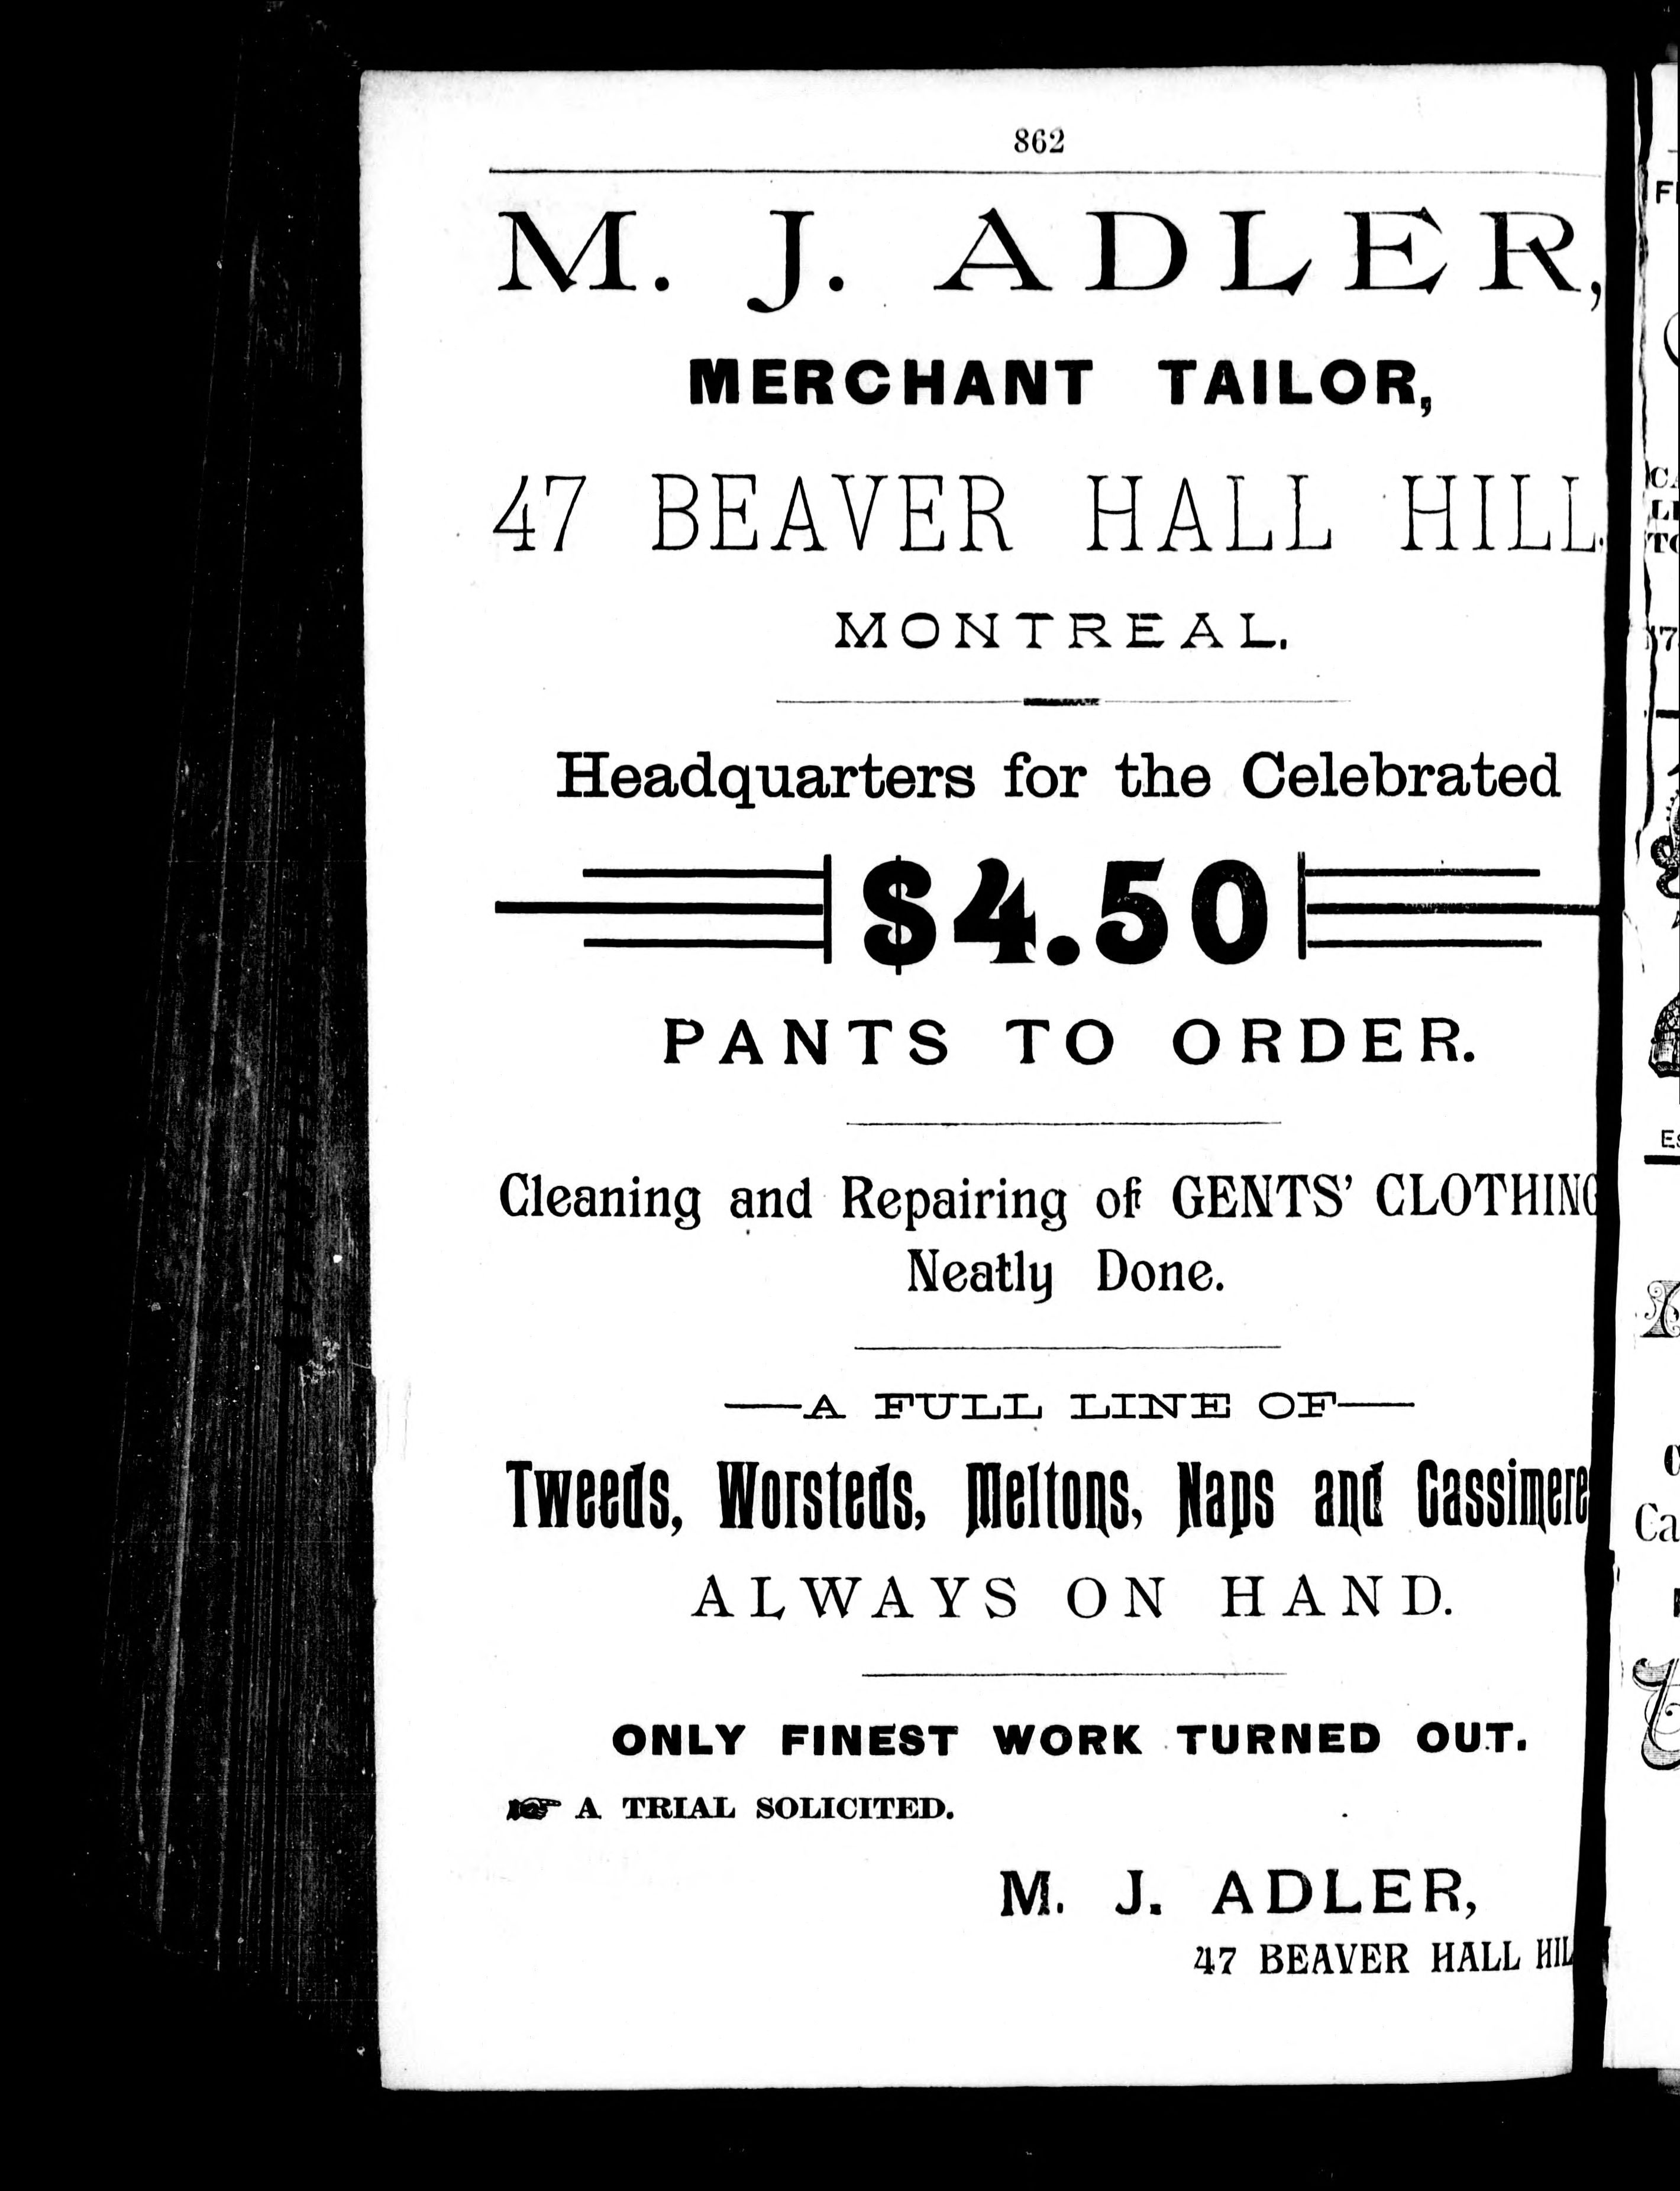 862
M. J. ADLER,
MERCHANT TAILOR,
47 BEAVER HALL HILL.
MONTREAL.
Headquarters for the Celebrated
$4.50
PANTS TO ORDER.
Cleaning and Repairing of GENTS' CLOTHING
Neatly Done.
—A FULL LINE OF—
Tweeds, Worsteds, Meltons, Naps and Cassimere
ALWAYS ON HAND.
ONLY FINEST WORK TURNED OUT.
☞ A TRIAL SOLICITED.
M. J. ADLER,
47 BEAVER HALL HIL